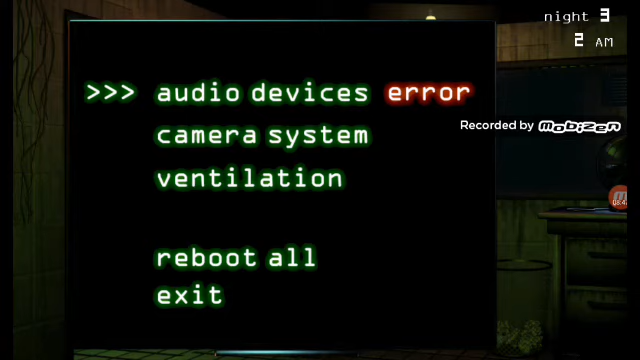 night 3
2 AM
>>> audio devices error
camera system
Recorded by mobizen
ventilation
reboot all
exit